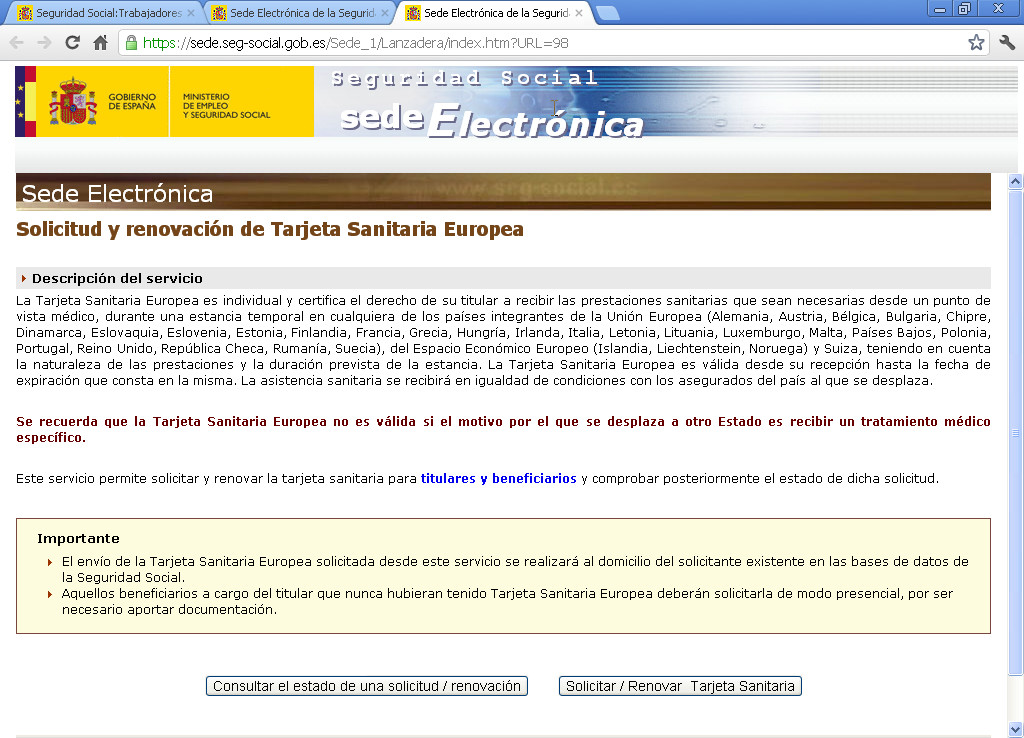 Seguridad Social:Trabajadores
Sede Electrónica de la Segurid
Sede Electrónica de la Segurid
https://sede.seg-social.gob.es/Sede_1/Lanzadera/index.htm?URL=98
GOBIERNO
DE ESPAÑA
MINISTERIO
DE EMPLEO
Y SEGURIDAD SOCIAL
Seguridad Social
sedeElectrónica
www.seg-social.es
Sede Electrónica
Solicitud y renovación de Tarjeta Sanitaria Europea
Descripción del servicio
La Tarjeta Sanitaria Europea es individual y certifica el derecho de su titular a recibir las prestaciones sanitarias que sean necesarias desde un punto de
vista médico, durante una estancia temporal en cualquiera de los países integrantes de la Unión Europea (Alemania, Austria, Bélgica, Bulgaria, Chipre,
Dinamarca, Eslovaquia, Eslovenia, Estonia, Finlandia, Francia, Grecia, Hungría, Irlanda, Italia, Letonia, Lituania, Luxemburgo, Malta, Países Bajos, Polonia,
Portugal, Reino Unido, República Checa, Rumanía, Suecia), del Espacio Económico Europeo (Islandia, Liechtenstein, Noruega) y Suiza, teniendo en cuenta
la naturaleza de las prestaciones y la duración prevista de la estancia. La Tarjeta Sanitaria Europea es válida desde su recepción hasta la fecha de
expiración que consta en la misma. La asistencia sanitaria se recibirá en igualdad de condiciones con los asegurados del país al que se desplaza.
Se recuerda que la Tarjeta Sanitaria Europea no es válida si el motivo por el que se desplaza a otro Estado es recibir un tratamiento médico
específico.
Este servicio permite solicitar y renovar la tarjeta sanitaria para titulares y beneficiarios y comprobar posteriormente el estado de dicha solicitud.
Importante
El envío de la Tarjeta Sanitaria Europea solicitada desde este servicio se realizará al domicilio del solicitante existente en las bases de datos de
la Seguridad Social.
Aquellos beneficiarios a cargo del titular que nunca hubieran tenido Tarjeta Sanitaria Europea deberán solicitarla de modo presencial, por ser
necesario aportar documentación.
Consultar el estado de una solicitud / renovación
Solicitar / Renovar Tarjeta Sanitaria